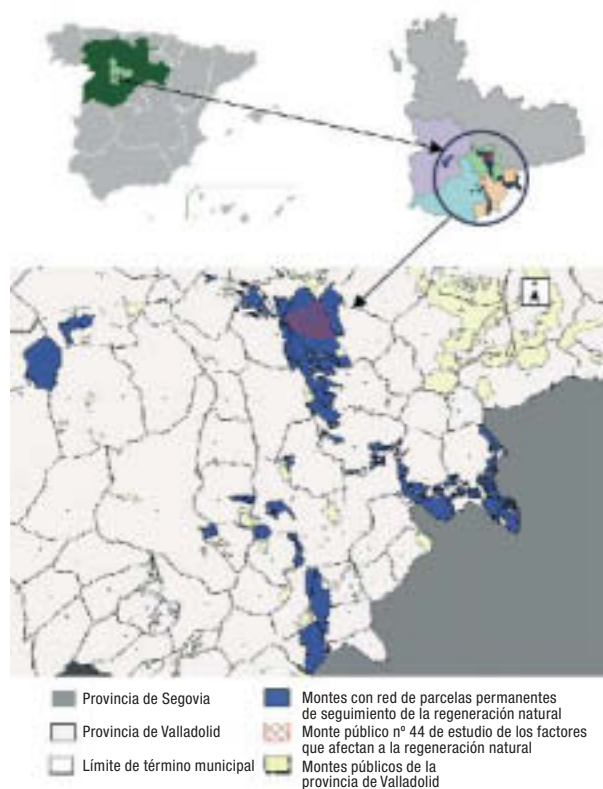 Provincia de Segovia
Provincia de Valladolid
Límite de término municipal
Montes con red de parcelas permanentes
de seguimiento de la regeneración natural
Monte público nº 44 de estudio de los factores
que afectan a la regeneración natural
Montes públicos de la
provincia de Valladolid